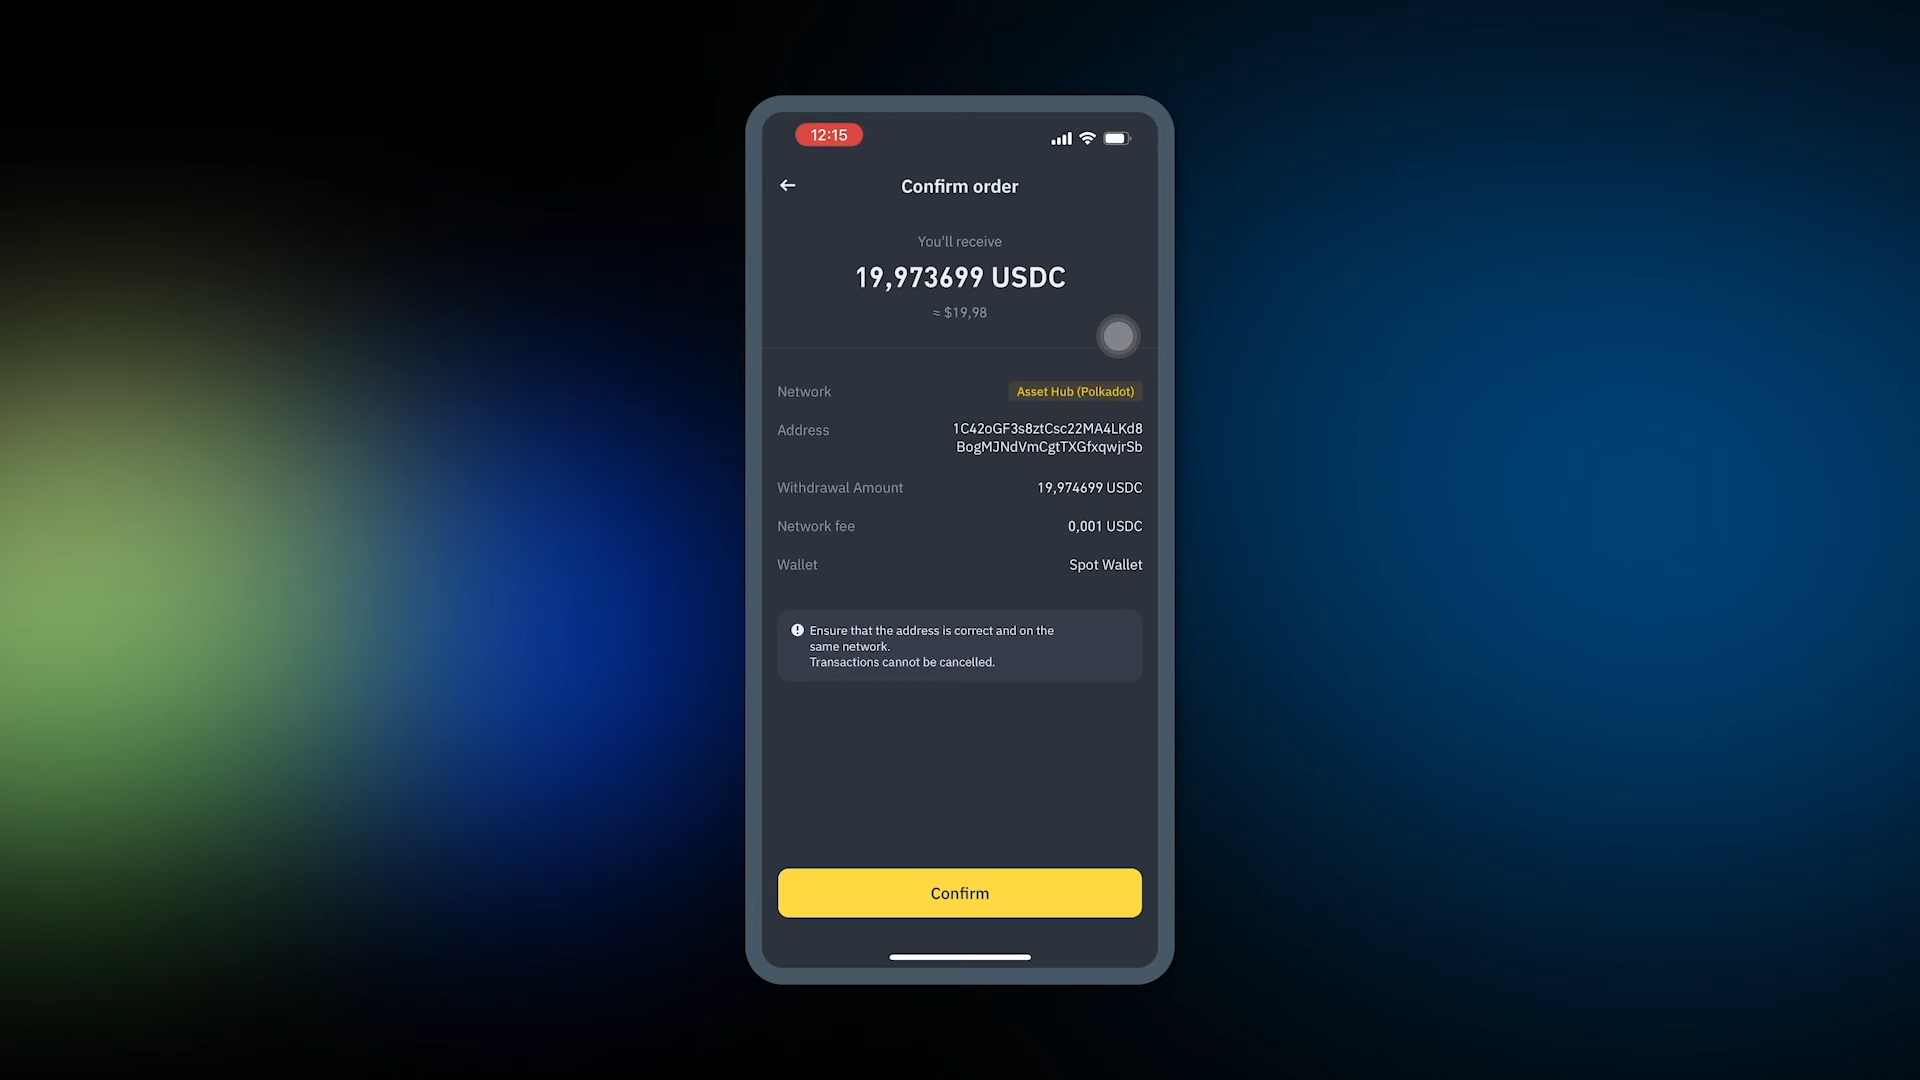 12:15
Confirm order
You'll receive
19,973699 USDC
≈ $19,98
Network
Asset Hub (Polkadot)
Address
1C42oGF3s8ztCsc22MA4LKd8
BogMJNdVmCgtTXGfxqwjrSb
Withdrawal Amount
19,974699 USDC
Network fee
0,001 USDC
Wallet
Spot Wallet
Ensure that the address is correct and on the
same network.
Transactions cannot be cancelled.
Confirm